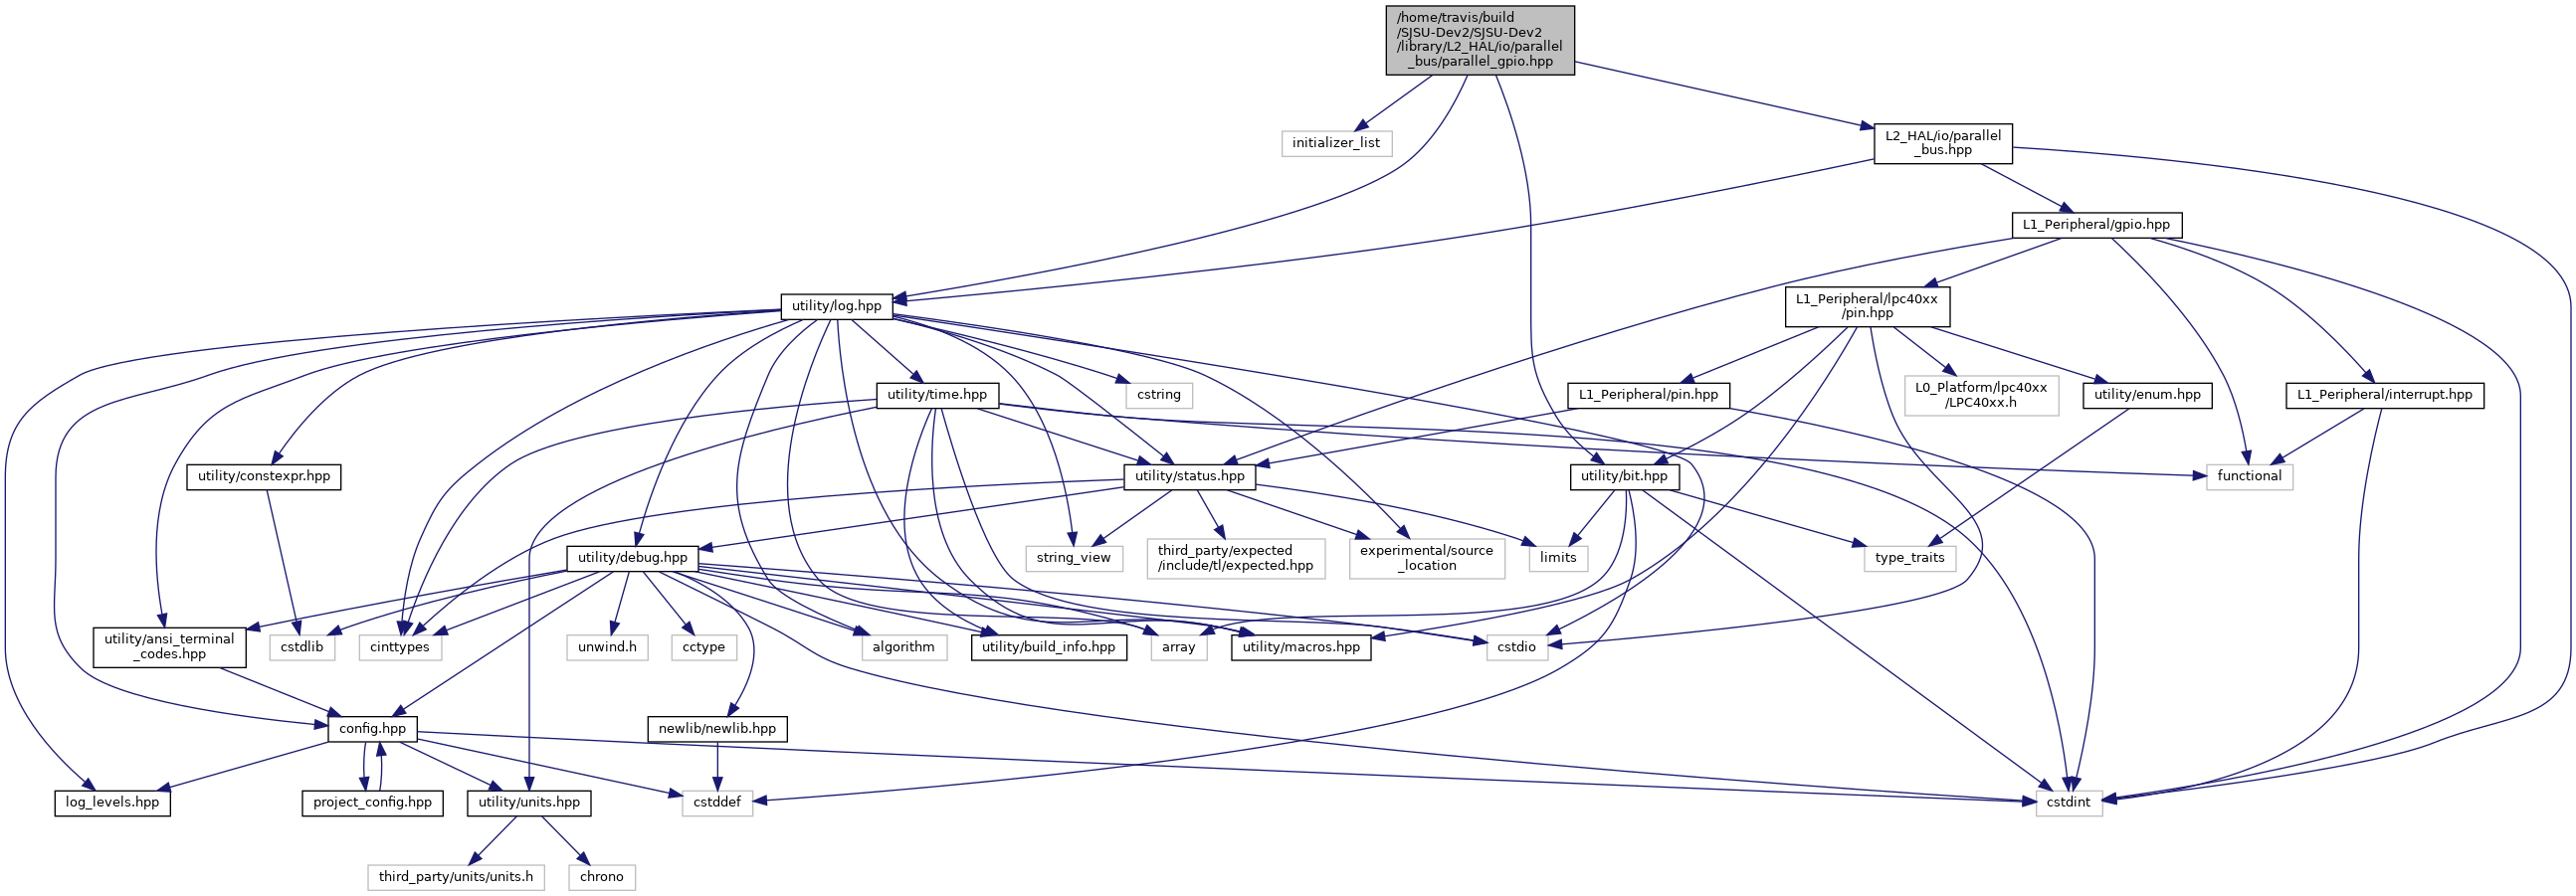 /home/travis/build
/SJSU-Dev2/SJSU-Dev2
/library/L2_HAL/io/parallel
_bus/parallel_gpio.hpp
initializer_list
L2_HAL/io/parallel
_bus.hpp
L1_Peripheral/gpio.hpp
utility/log.hpp
L1_Peripheral/lpc40xx
/pin.hpp
utility/time.hpp
cstring
L1_Peripheral/pin.hpp
L0_Platform/lpc40xx
/LPC40xx.h
utility/enum.hpp
L1_Peripheral/interrupt.hpp
utility/constexpr.hpp
utility/status.hpp
utility/bit.hpp
functional
utility/debug.hpp
string_view
third_party/expected
/include/tl/expected.hpp
experimental/source
_location
limits
type_traits
utility/ansi_terminal
_codes.hpp
cstdlib
cinttypes
unwind.h
cctype
algorithm
utility/build_info.hpp
array
utility/macros.hpp
cstdio
config.hpp
newlib/newlib.hpp
log_levels.hpp
project_config.hpp
utility/units.hpp
cstddef
cstdint
third_party/units/units.h
chrono